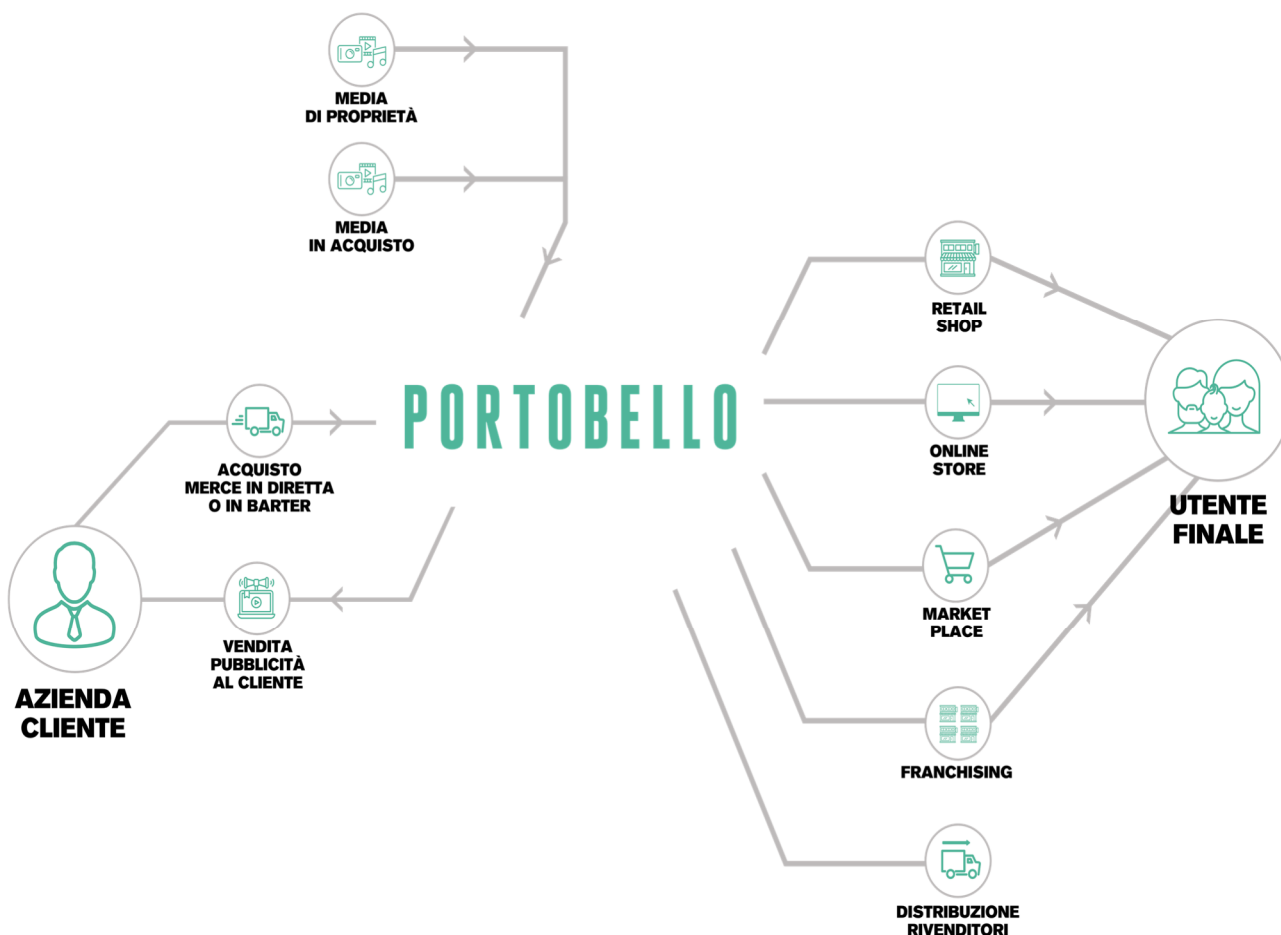 MEDIA
DI PROPRIETÀ
MEDIA
IN ACQUISTO
RETAIL
SHOP
PORTOBELLO
ONLINE
STORE
ACQUISTO
MERCE IN DIRETTA
O IN BARTER
UTENTE
FINALE
MARKET
PLACE
VENDITA
PUBBLICITÀ
AL CLIENTE
AZIENDA
CLIENTE
FRANCHISING
DISTRIBUZIONE
RIVENDITORI